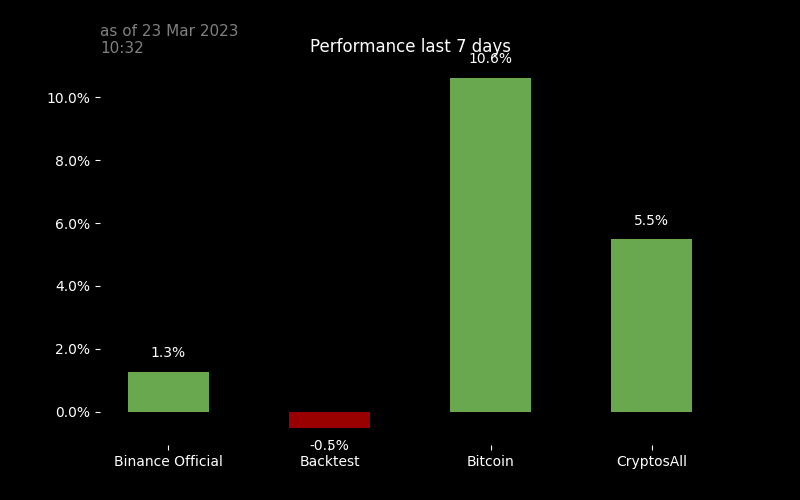 as of 23 Mar 2023
10:32
Performance last 7 days
10.6%
10.0%
8.0%
6.0%
5.5%
4.0%
2.0%
1.3%
0.0%
-0.5%
Binance Official
Backtest
Bitcoin
CryptosAll